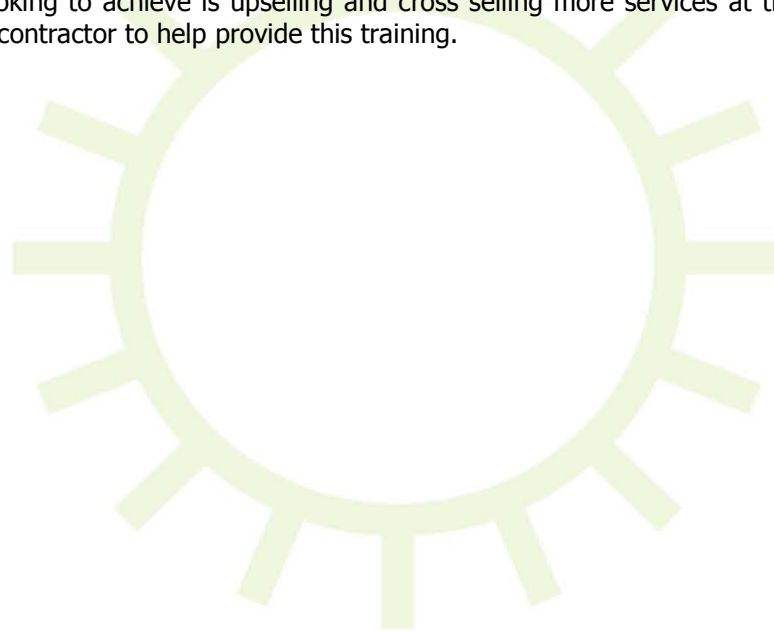 oking to achieve is upselling and cross selling more services at th
contractor to help provide this training.